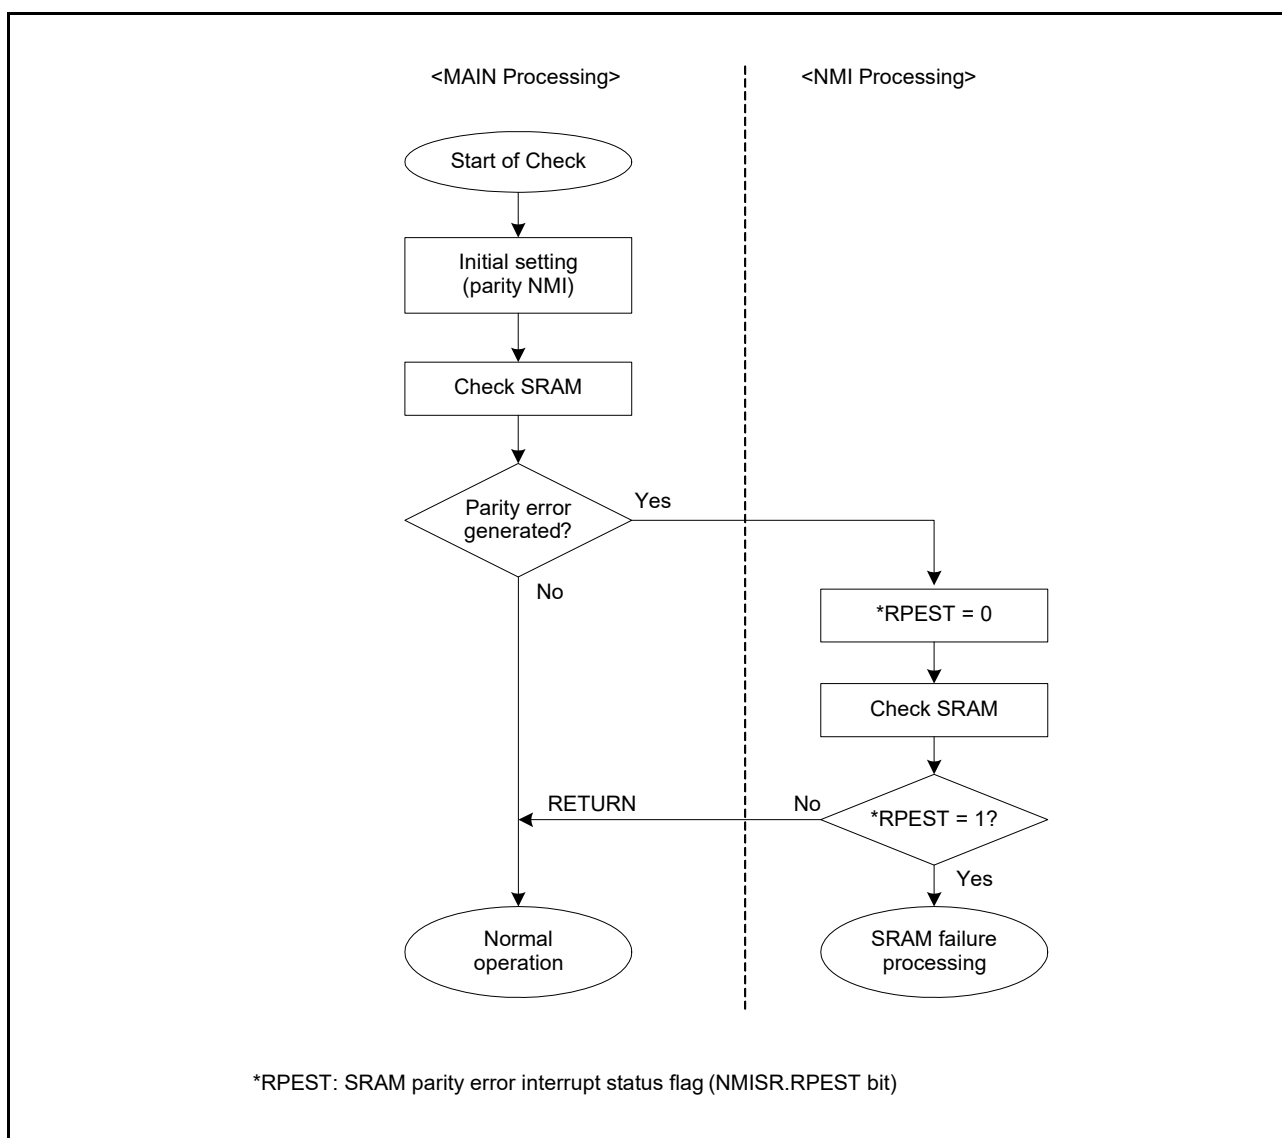 <MAIN Processing>
<NMI Processing>
Start of Check
Initial setting
(parity NMI)
Check SRAM
Parity error
generated?
Yes
No
*RPEST = 0
Check SRAM
*RPEST = 1?
No
RETURN
Yes
Normal
operation
SRAM failure
processing
*RPEST: SRAM parity error interrupt status flag (NMISR.RPEST bit)